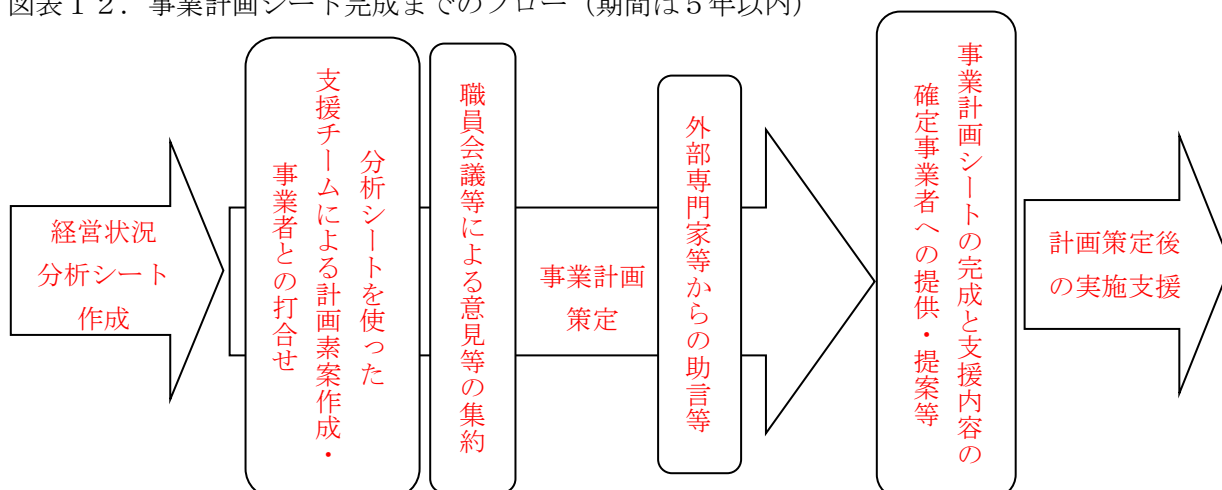 図表１２．事業計画シート完成までのフロー（期間は５年以内）
経営状況
分析シート
作成
分析シートを使った
支援チームによる計画素案作成・
事業者との打合せ
職員会議等による意見等の集約
事業計画
策定
外部専門家等からの助言等
事業計画シートの完成と支援内容の
確定事業者への提供・提案等
計画策定後
の実施支援